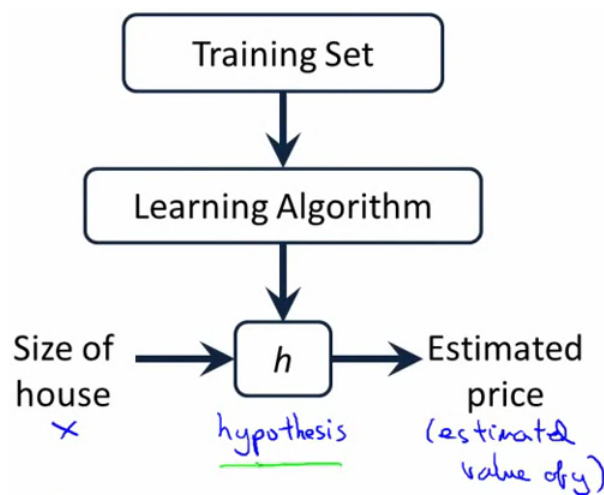 Training Set
Learning Algorithm
Size of
house
x
h
hypothesis
Estimated
price
(estimated
value of y)